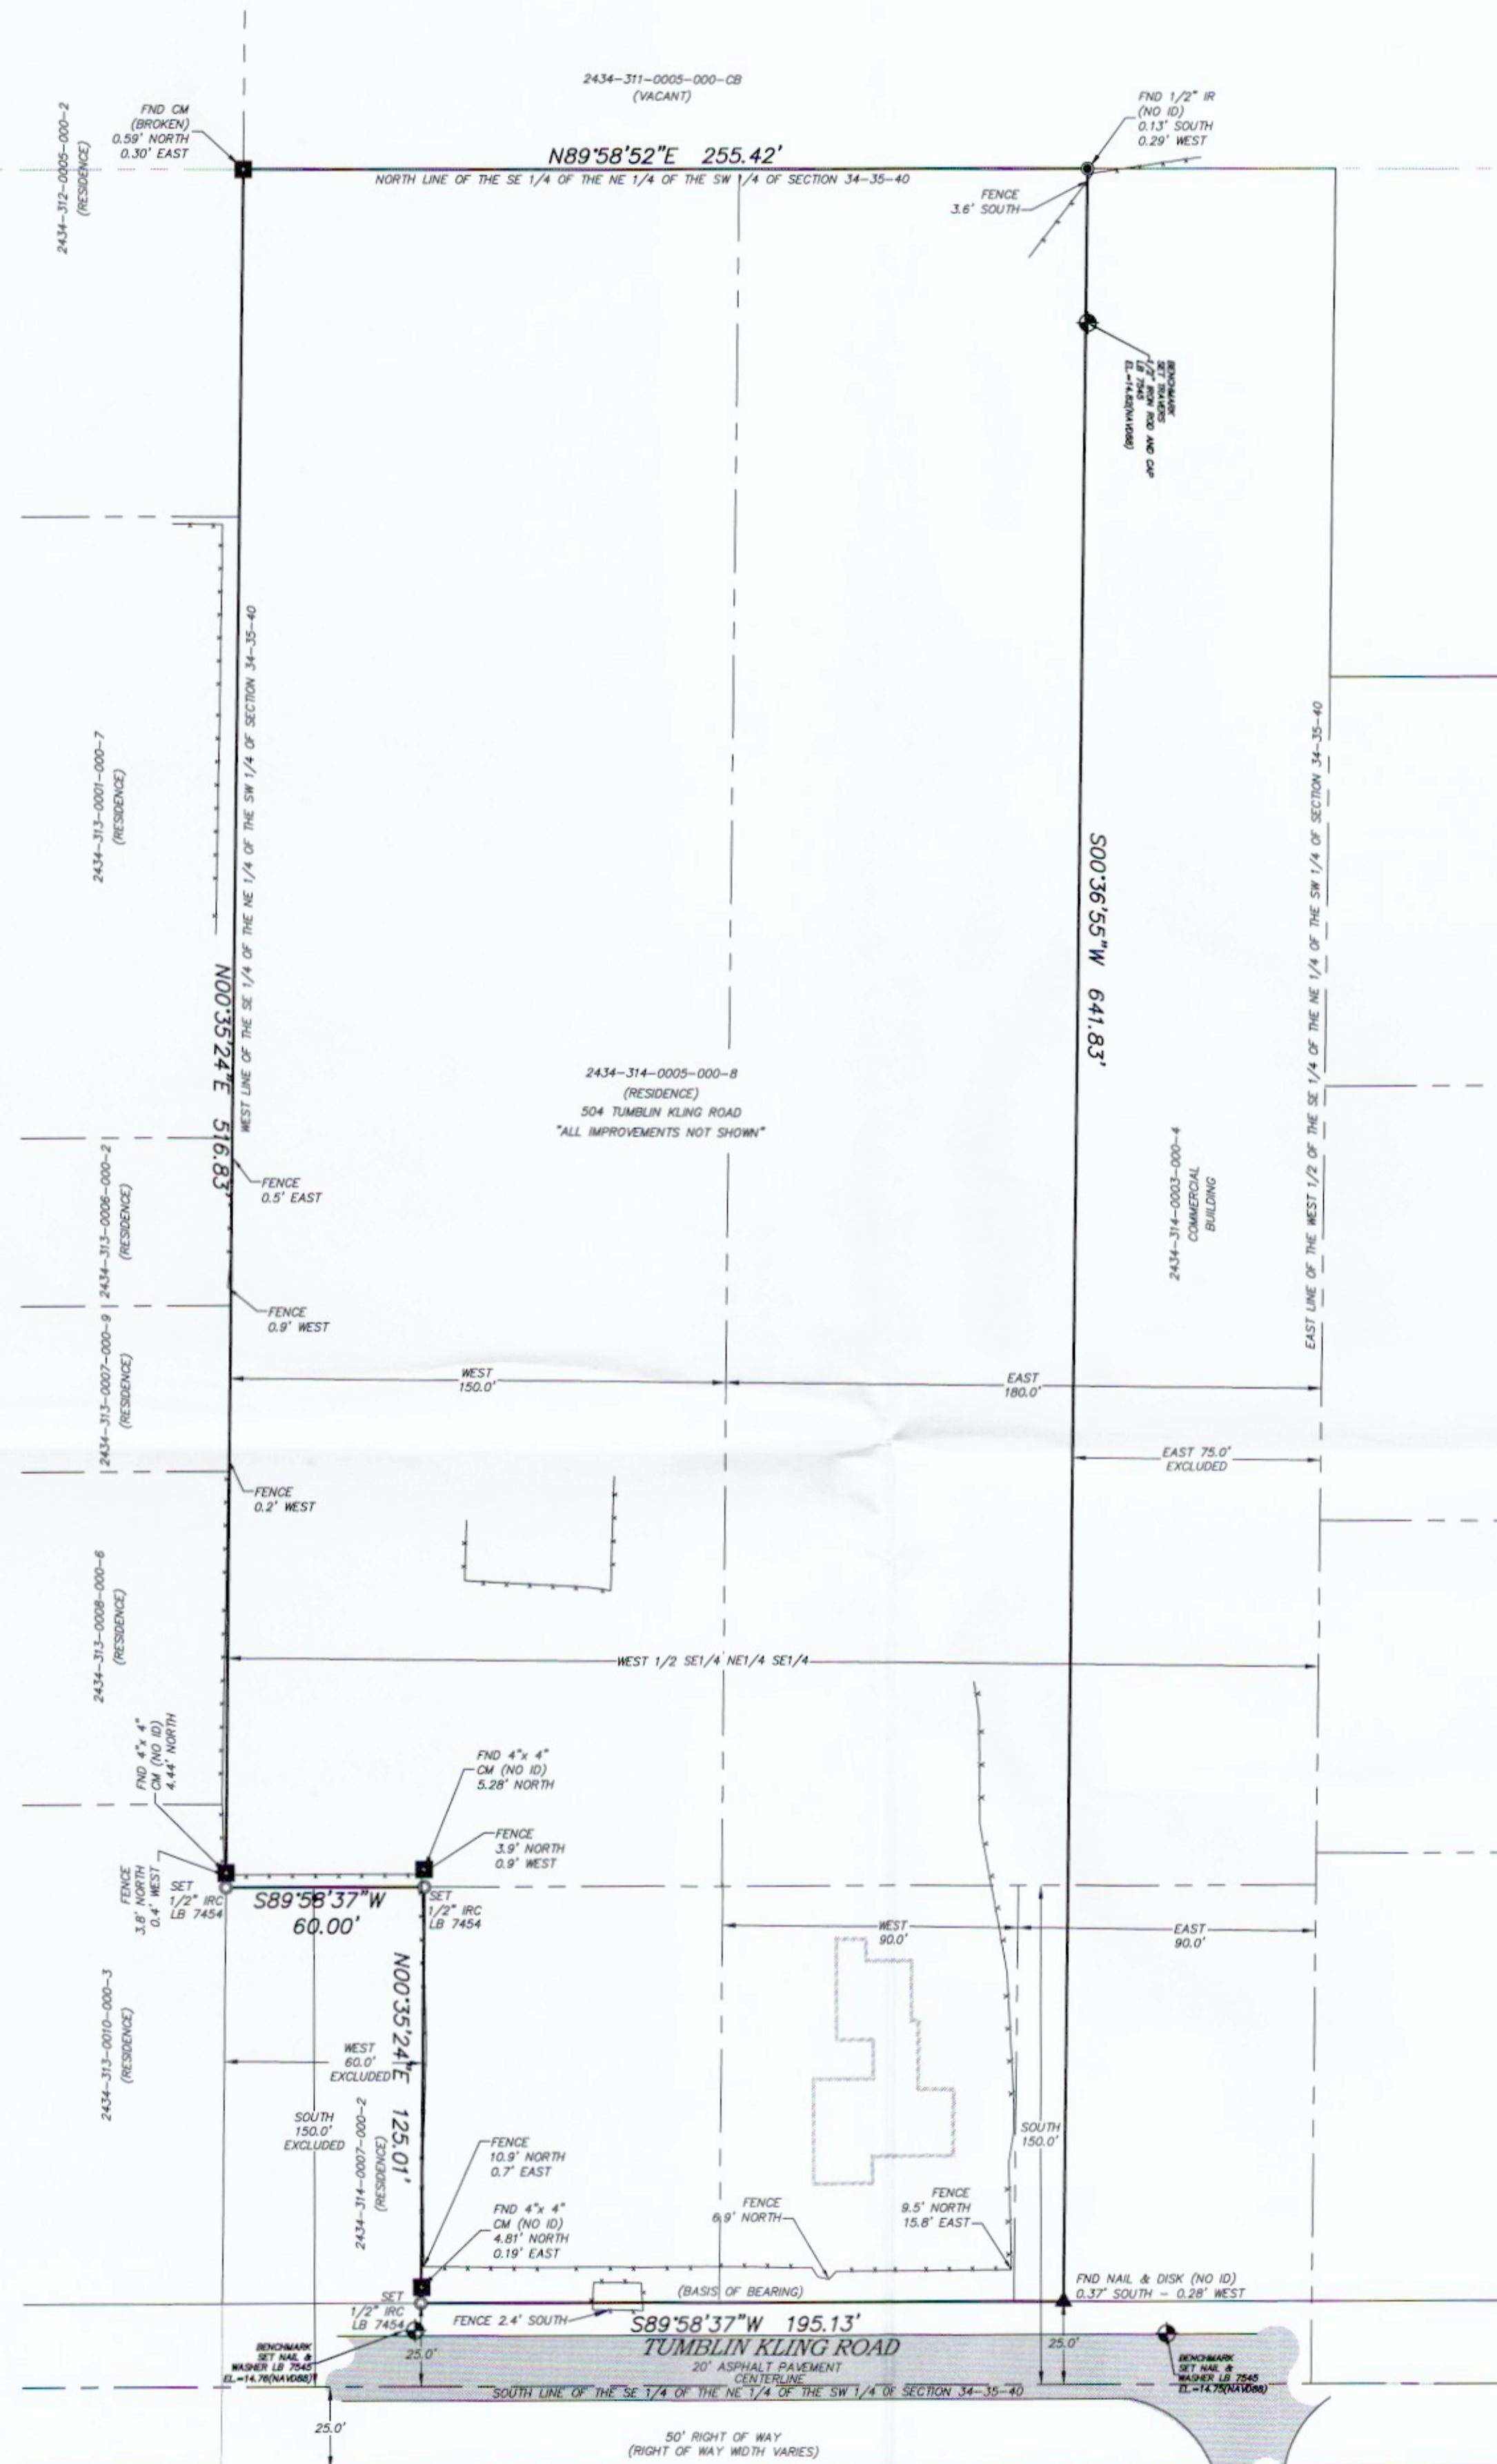 2434-311-0005-000-CB
(VACANT)
FND CM
(BROKEN)
0.59' NORTH
0.30' EAST
FND 1/2" IR
(NO ID)
0.13' SOUTH
0.29' WEST
2434-312-0005-000-2
(RESIDENCE)
N89°58'52"E 255.42'
NORTH LINE OF THE SE 1/4 OF THE NE 1/4 OF THE SW 1/4 OF SECTION 34-35-40
FENCE
3.6' SOUTH
BENCHMARK
SET TRAVERS
1/2" IRON ROD AND CAP
LB 7545
EL.=14.62(NAVD88)
WEST LINE OF THE SE 1/4 OF THE NE 1/4 OF THE SW 1/4 OF SECTION 34-35-40
2434-313-0001-000-7
(RESIDENCE)
EAST LINE OF THE WEST 1/2 OF THE SE 1/4 OF THE NE 1/4 OF THE SW 1/4 OF SECTION 34-35-40
S00°36'55"W 641.83'
N00°35'24"E 516.83'
2434-314-0005-000-8
(RESIDENCE)
504 TUMBLIN KLING ROAD
"ALL IMPROVEMENTS NOT SHOWN"
2434-314-0003-000-4
COMMERCIAL
BUILDING
2434-313-0006-000-2
(RESIDENCE)
FENCE
0.5' EAST
FENCE
0.9' WEST
2434-313-0007-000-9
(RESIDENCE)
WEST
150.0'
EAST
180.0'
EAST 75.0'
EXCLUDED
FENCE
0.2' WEST
2434-313-0008-000-6
(RESIDENCE)
WEST 1/2 SE1/4 NE1/4 SE1/4
FND 4"x 4"
CM (NO ID)
4.44' NORTH
FND 4"x 4"
CM (NO ID)
5.28' NORTH
FENCE
3.9' NORTH
0.9' WEST
FENCE
3.8' NORTH
0.4' WEST
SET
1/2" IRC
LB 7454
S89°58'37"W
60.00'
SET
1/2" IRC
LB 7454
WEST
90.0'
EAST
90.0'
2434-313-0010-000-3
(RESIDENCE)
N00°35'24"E 125.01'
WEST
60.0'
EXCLUDED
SOUTH
150.0'
EXCLUDED
2434-314-0007-000-2
(RESIDENCE)
SOUTH
150.0'
FENCE
10.9' NORTH
0.7' EAST
FND 4"x 4"
CM (NO ID)
4.81' NORTH
0.19' EAST
FENCE
6.9' NORTH
FENCE
9.5' NORTH
15.8' EAST
FND NAIL & DISK (NO ID)
0.37' SOUTH - 0.28' WEST
(BASIS OF BEARING)
SET
1/2" IRC
LB 7454
FENCE 2.4' SOUTH
S89°58'37"W 195.13'
TUMBLIN KLING ROAD
20' ASPHALT PAVEMENT
CENTERLINE
SOUTH LINE OF THE SE 1/4 OF THE NE 1/4 OF THE SW 1/4 OF SECTION 34-35-40
BENCHMARK
SET NAIL &
WASHER LB 7545
EL.=14.76(NAVD88)
25.0'
25.0'
BENCHMARK
SET NAIL &
WASHER LB 7545
EL.=14.75(NAVD88)
25.0'
50' RIGHT OF WAY
(RIGHT OF WAY WIDTH VARIES)